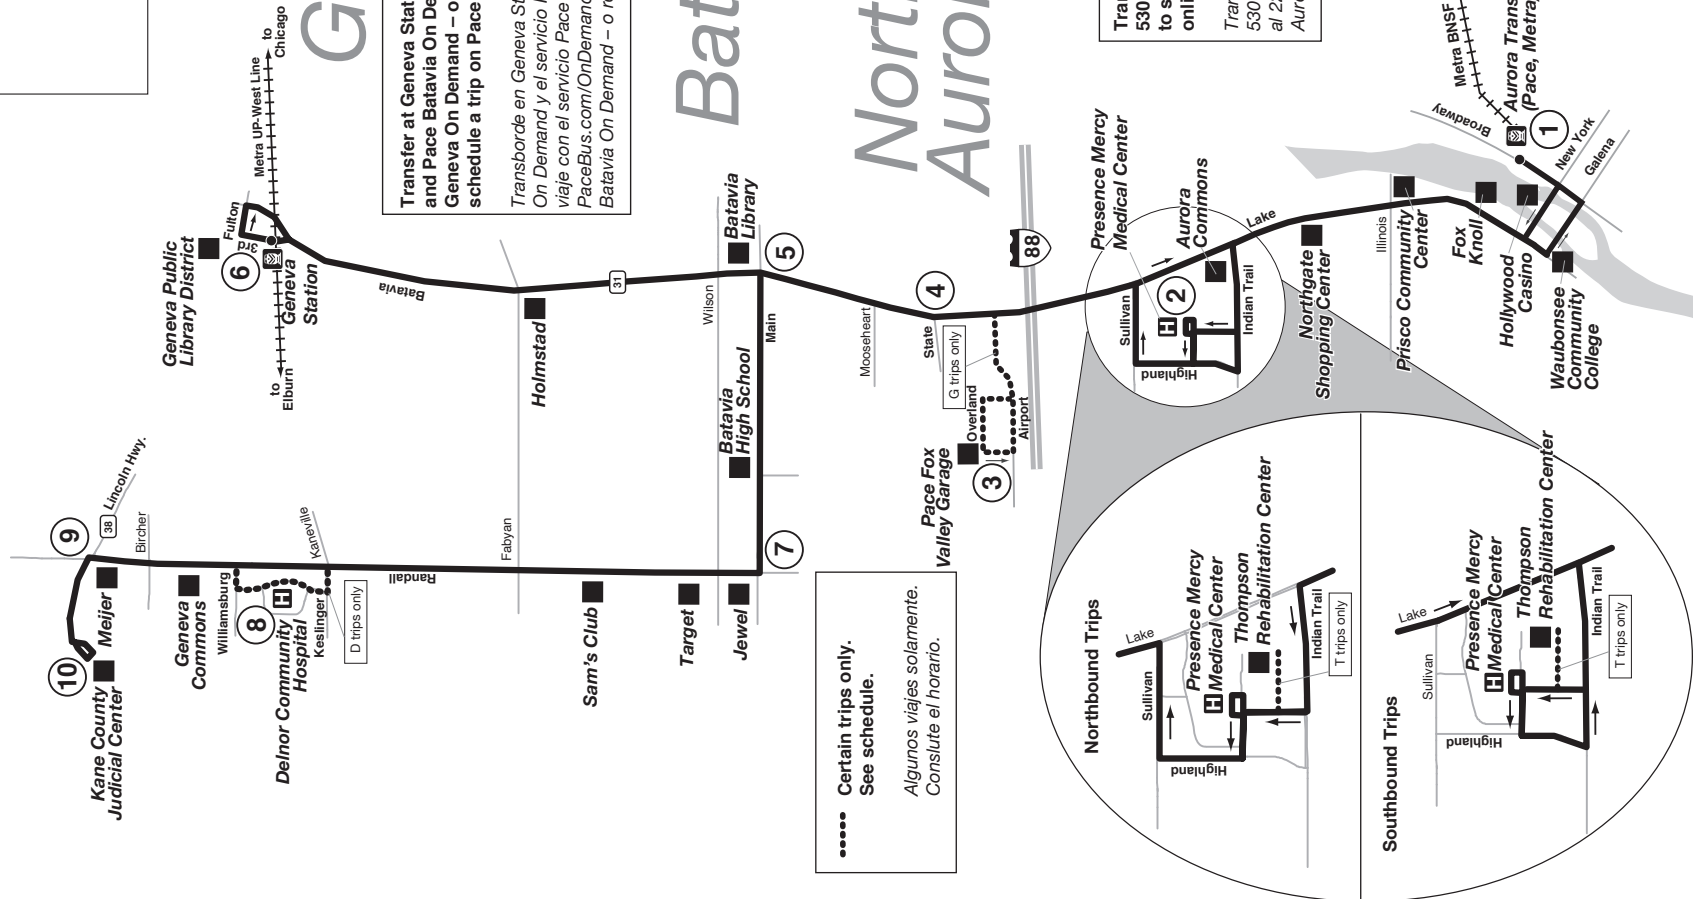 G
Bat
Nort
Auror
to
Chicago
Metra UP-West Line
Fulton
3rd
6
Geneva Public
Library District
Geneva
Station
to
Elburn
Batavia
Transfer at Geneva Stat
and Pace Batavia On De
Geneva On Demand – o
schedule a trip on Pace
Transborde en Geneva St
On Demand y el servicio
viaje con el servicio Pace
PaceBus.com/OnDemand
Batavia On Demand – o r
Tran
530
to s
onli
Tran
530
al 22
Auro
Metra BNSF
Aurora Trans
(Pace, Metra,
1
Broadway
New York
Galena
Batavia
Library
5
31
Wilson
Main
Holmstad
Batavia
High School
Mooseheart
4
State
G trips only
Overland
Airport
Pace Fox
Valley Garage
3
88
Presence Mercy
Medical Center
Aurora
Commons
Lake
2
H
Sullivan
Indian Trail
Highland
Northgate
Shopping Center
Illinois
Prisco Community
Center
Fox
Knoll
Hollywood
Casino
Waubonsee
Community
College
9
38
Lincoln Hwy.
Bircher
Kaneville
Fabyan
7
Randall
Meijer
10
Kane County
Judicial Center
Geneva
Commons
Williamsburg
8
H
Keslinger
Delnor Community
Hospital
D trips only
Sam's Club
Target
Jewel
Certain trips only.
See schedule.
Algunos viajes solamente.
Conslute el horario.
Northbound Trips
Lake
Sullivan
Presence Mercy
Medical Center
H
Thompson
Rehabilitation Center
Indian Trail
T trips only
Highland
Southbound Trips
Lake
Sullivan
Presence Mercy
Medical Center
H
Thompson
Rehabilitation Center
Indian Trail
T trips only
Highland